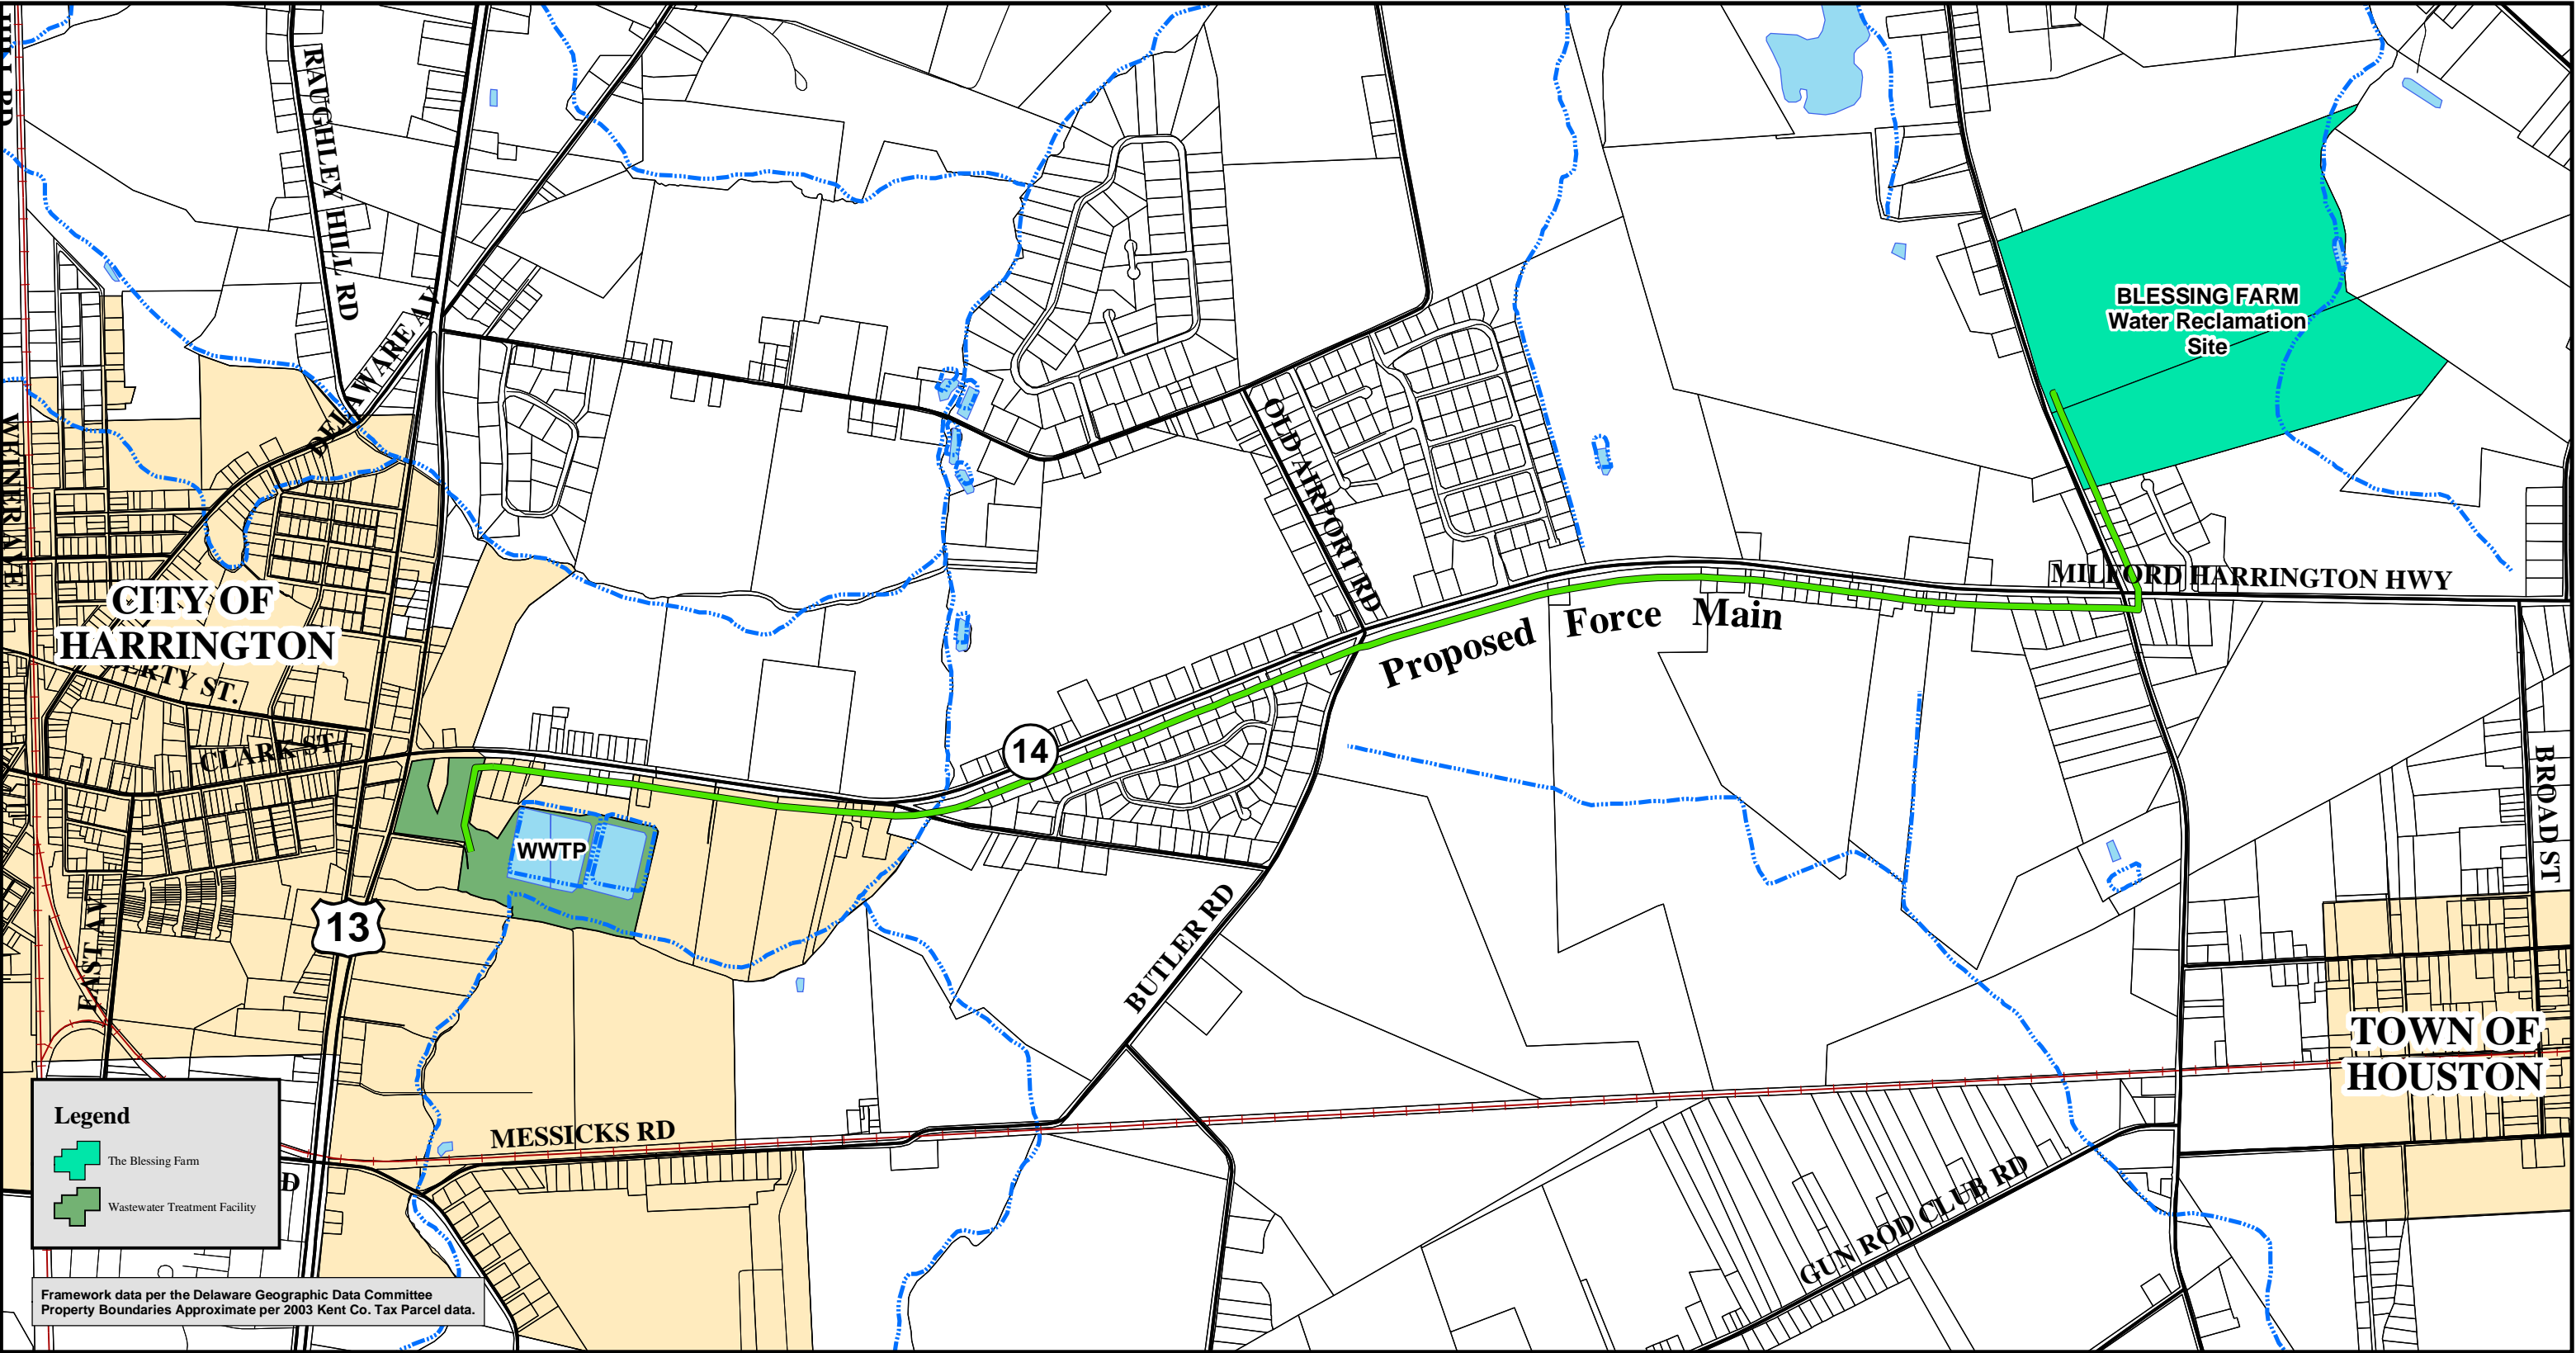 RAUGHLEY HILL RD
DELAWARE AV
BLESSING FARM
Water Reclamation
Site
OLD AIRPORT RD
MILFORD HARRINGTON HWY
CITY OF
HARRINGTON
Proposed Force Main
CLARK ST.
14
WWTP
BROAD ST
13
EAST AV
BUTLER RD
TOWN OF
HOUSTON
MESSICKS RD
GUN ROD CLUB RD
Legend
The Blessing Farm
Wastewater Treatment Facility
Framework data per the Delaware Geographic Data Committee
Property Boundaries Approximate per 2003 Kent Co. Tax Parcel data.